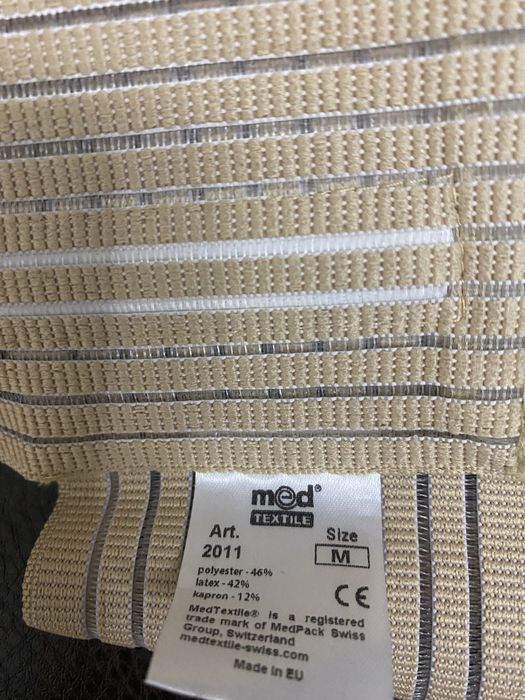 med®
TEXTILE
Art.
2011
Size
M
polyester - 46%
latex - 42%
kapron - 12%
CE
MedTextile® is a registered
trade mark of MedPack Swiss
Group, Switzerland
medtextile-swiss.com
Made in EU